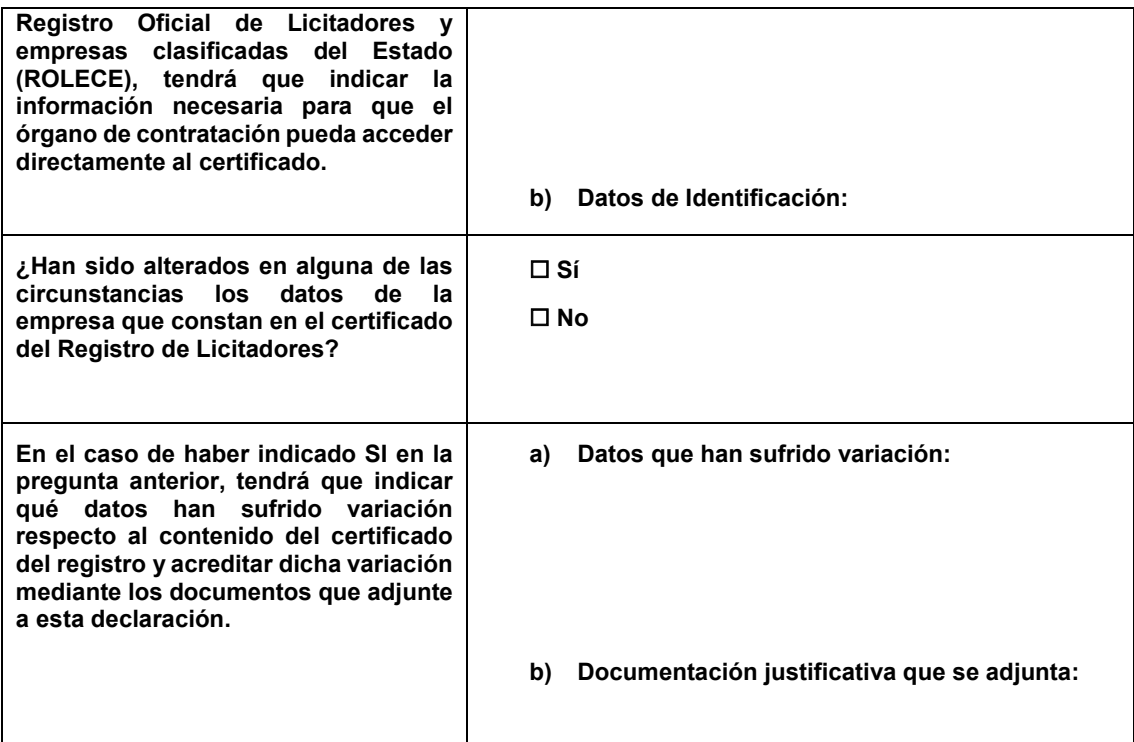 Registro Oficial de Licitadores y
empresas clasificadas del Estado
(ROLECE), tendrá que indicar la
información necesaria para que el
órgano de contratación pueda acceder
directamente al certificado.
b) Datos de Identificación:
¿Han sido alterados en alguna de las
circunstancias los datos de la
empresa que constan en el certificado
del Registro de Licitadores?
☐ Sí
☐ No
En el caso de haber indicado SI en la
pregunta anterior, tendrá que indicar
qué datos han sufrido variación
respecto al contenido del certificado
del registro y acreditar dicha variación
mediante los documentos que adjunte
a esta declaración.
a) Datos que han sufrido variación:
b) Documentación justificativa que se adjunta: